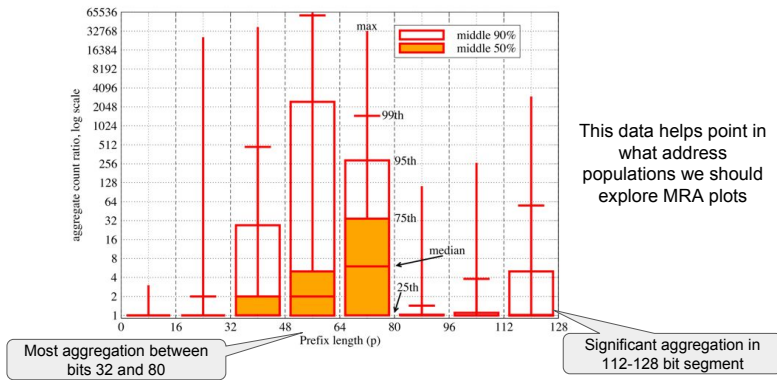 65536
32768
16384
8192
4096
2048
1024
512
256
128
64
32
16
8
4
2
1
aggregate count ratio, log scale
max
middle 90%
middle 50%
99th
95th
75th
median
25th
0 16 32 48 64 80 96 112 128
Prefix length (p)
This data helps point in
what address
populations we should
explore MRA plots
Most aggregation between
bits 32 and 80
Significant aggregation in
112-128 bit segment